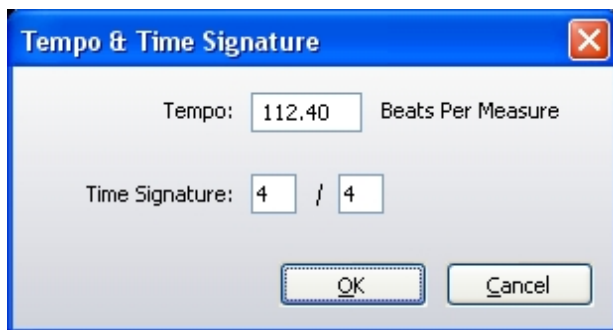 Tempo & Time Signature
Tempo: 112.40 Beats Per Measure
Time Signature: 4 / 4
OK Cancel